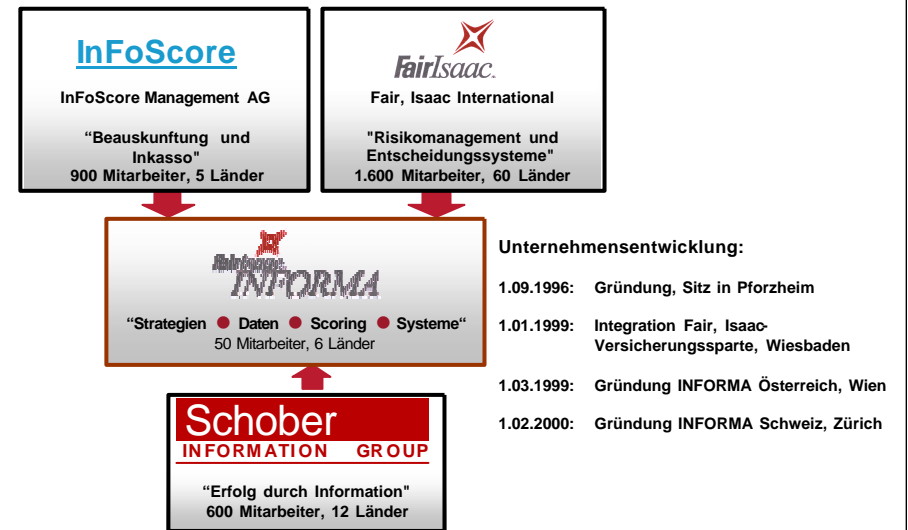 InFoScore
InFoScore Management AG
“Beauskunftung und
Inkasso"
900 Mitarbeiter, 5 Länder
FairIsaac.
Fair, Isaac International
"Risikomanagement und
Entscheidungssysteme"
1.600 Mitarbeiter, 60 Länder
FairIsaac
INFORMA
“Strategien ● Daten ● Scoring ● Systeme“
50 Mitarbeiter, 6 Länder
Schober
INFORMATION GROUP
“Erfolg durch Information"
600 Mitarbeiter, 12 Länder
Unternehmensentwicklung:
1.09.1996: Gründung, Sitz in Pforzheim
1.01.1999: Integration Fair, Isaac-
Versicherungssparte, Wiesbaden
1.03.1999: Gründung INFORMA Österreich, Wien
1.02.2000: Gründung INFORMA Schweiz, Zürich